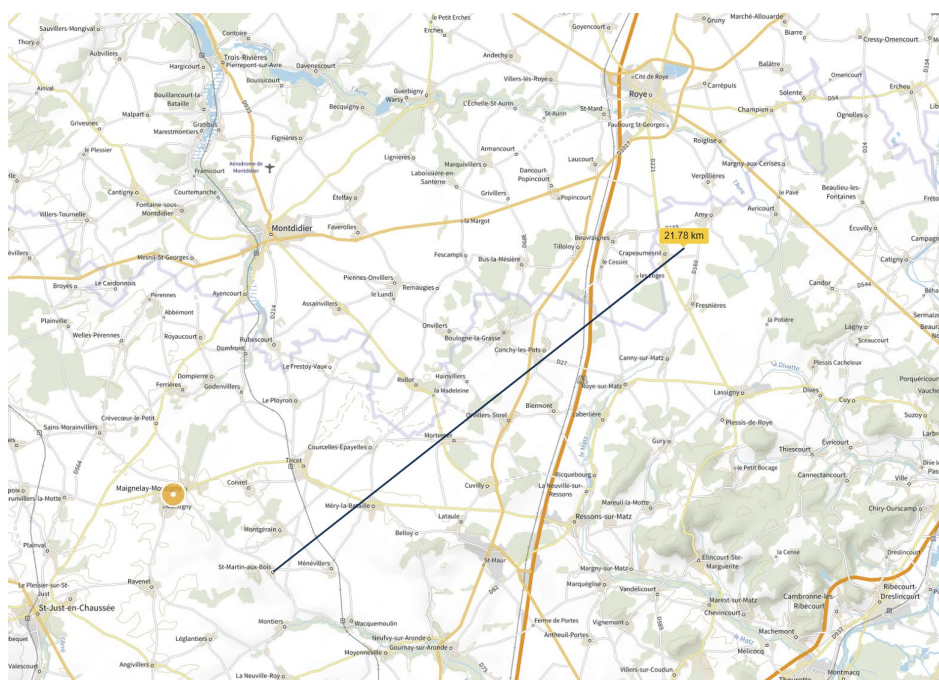 le Petit Erches
Goyencourt
Gruny
Marché-Allouarde
Sauvillers-Mongival
Contoire
Erches
Biarre
Cressy-Omencourt
Thory
Aubvillers
Trois-Rivières
Andechy
Hargicourt
Pierrepont-sur-Avre
Davenescourt
Balâtre
D154
Boussicourt
Villers-lès-Roye
Cité de Roye
Omencourt
Ainval
Bouillancourt-la-Bataille
l'Avre
Guerbigny
Warsy
Roye
Carrépuis
Solente
D54
Ercheu
Malpart
D935
Becquigny
L'Échelle-St-Aurin
St-Mard
Champien
Grivesnes
Gratibus
St-Aurin
Ognolles
Marestmontiers
Fignières
Faubourg St-Georges
le Plessier
Armancourt
D1017
Roiglise
D24
Aérodrome de Montdidier
Lignières
Marquivillers
Laucourt
D221
Margny-aux-Cerises
Framicourt
Laboissière-en-Santerre
Dancourt-Popincourt
Verpillières
l'Avre
Cantigny
Courtemanche
Grivillers
le Pavé
Beaulieu-les-Fontaines
Fontaine-sous-Montdidier
Ételfay
Popincourt
Villers-Tournelle
Amy
Avricourt
la Margot
Montdidier
Faverolles
Écuvilly
Beuvraignes
21.78 km
D68E
Tilloloy
Mesnil-St-Georges
Fescamps
Bus-la-Mésière
Crapeaumesnil
le Cessier
Catigny
les Loges
D160
Broyes
Le Cardonnois
Piennes-Onvillers
Remaugies
Candor
D544
Pérennes
Ayencourt
le Lundi
Fresnières
Assainvillers
Abbémont
D214
Plainville
la Potière
Welles-Pérennes
Royaucourt
Rubescourt
Onvillers
Boulogne-la-Grasse
Lagny
Sceaucourt
Domfront
Conchy-les-Pots
D27
Canny-sur-Matz
Le Frestoy-Vaux
Plessis Cacheleux
la Divette
Dompierre
Hainvillers
Ferrières
Godenvillers
Rollot
la Madeleine
Roye-sur-Matz
Lassigny
Dives
Cuy
Le Ployron
Biermont
Crèvecœur-le-Petit
Orvillers-Sorel
Laberlière
Suzoy
Sains-Morainvillers
Plessis-de-Roye
le Matz
Courcelles-Epayelles
Mortemer
Gury
Évricourt
Thiescourt
D564
Tricot
le Petit Bocage
Ricquebourg
Cannectancourt
Ville
Coivrel
Cuvilly
La Neuville-sur-Ressons
Méry-la-Bataille
Mareuil-la-Motte
Chiry-Ourscamp
Montgérain
Lataule
Ressons-sur-Matz
Plainval
Belloy
la Cense
St-Martin-aux-Bois
Ménévillers
St-Maur
Élincourt-Ste-Marguerite
Dreslincourt
Margny-sur-Matz
Le Plessier-sur-St-Just
Ravenel
Marquéglise
Vandélicourt
Ribécourt-Dreslincourt
D82
Cambronne-lès-Ribécourt
St-Just-en-Chaussée
Marest-sur-Matz
Chevincourt
Montiers
Wacquemoulin
Ferme de Portes
Vignemont
Machemont
D932
Léglantiers
Neufvy-sur-Aronde
Antheuil-Portes
le Matz
Mélicocq
Gournay-sur-Aronde
Moyenneville
Valescourt
Angivillers
D73
Villers-sur-Coudun
Montmacq
La Neuville-Roy